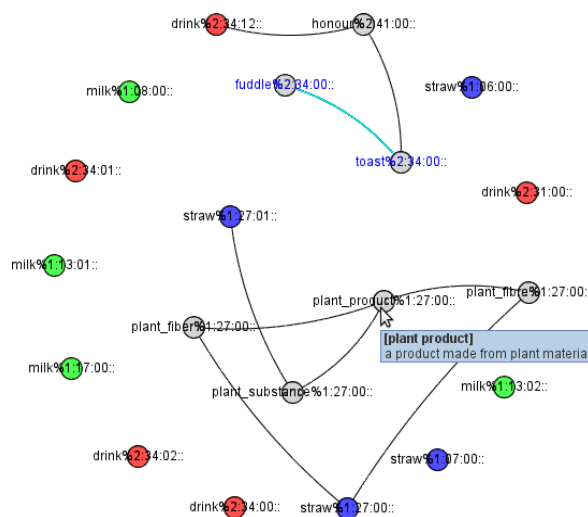 drink%2:34:12::
honour%2:41:00::
fuddle%2:34:00::
milk%1:08:00::
straw%1:06:00::
toast%2:34:00::
drink%2:34:01::
drink%2:31:00::
straw%1:27:01::
milk%1:13:01::
plant_product%1:27:00::
plant_fibre%1:27:00::
plant_fiber%1:27:00::
[plant product]
a product made from plant materia
milk%1:17:00::
plant_substance%1:27:00::
milk%1:13:02::
drink%2:34:02::
straw%1:07:00::
drink%2:34:00::
straw%1:27:00::